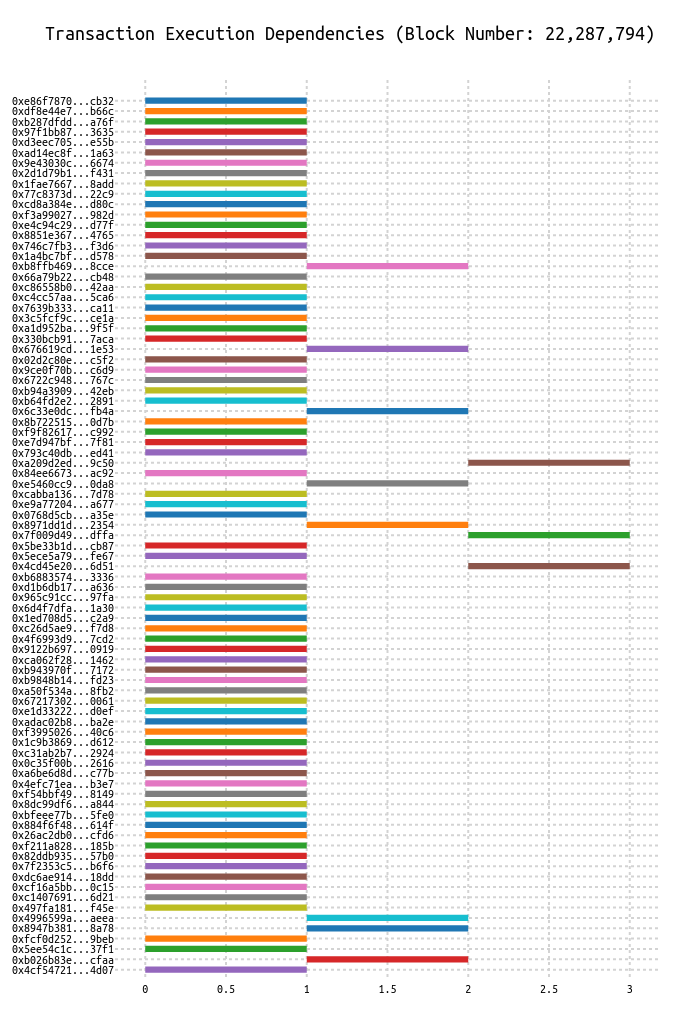 Transaction Execution Dependencies (Block Number: 22,287,794)
0xe86f7870...cb32
0xdf8e44e7...b66c
0xb287dfdd...a76f
0x97f1bb87...3635
0xd3eec705...e55b
0xad14ec8f...1a63
0x9e43030c...6674
0x2d1d79b1...f431
0x1fae7667...8add
0x77c8373d...22c9
0xcd8a384e...d80c
0xf3a99027...982d
0xe4c94c29...d77f
0x8851e367...4765
0x746c7fb3...f3d6
0x1a4bc7bf...d578
0xb8ffb469...8cce
0x66a79b22...cb48
0xc86558b0...42aa
0xc4cc57aa...5ca6
0x7639b333...ca11
0x3c5fcf9c...ce1a
0xa1d952ba...9f5f
0x330bcb91...7aca
0x676619cd...1e53
0x02d2c80e...c5f2
0x9ce0f70b...c6d9
0x6722c948...767c
0xb94a3909...42eb
0xb64fd2e2...2891
0x6c33e0dc...fb4a
0x8b722515...0d7b
0xf9f82617...c992
0xe7d947bf...7f81
0x793c40db...ed41
0xa209d2ed...9c50
0x84ee6673...ac92
0xe5460cc9...0da8
0xcabba136...7d78
0xe9a77204...a677
0x0768d5cb...a35e
0x8971dd1d...2354
0x7f009d49...dffa
0x5be33b1d...cb87
0x5ece5a79...fe67
0x4cd45e20...6d51
0xb6883574...3336
0xd1b6db17...a636
0x965c91cc...97fa
0x6d4f7dfa...1a30
0x1ed708d5...c2a9
0xc26d5ae9...f7d8
0x4f6993d9...7cd2
0x9122b697...0919
0xca062f28...1462
0xb943970f...7172
0xb9848b14...fd23
0xa50f534a...8fb2
0x67217302...0061
0xe1d33222...d0ef
0xadac02b8...ba2e
0xf3995026...40c6
0x1c9b3869...d612
0xc31ab2b7...2924
0x0c35f00b...2616
0xa6be6d8d...c77b
0x4efc71ea...b3e7
0xf54bbf49...8149
0x8dc99df6...a844
0xbfeee77b...5fe0
0x884f6f48...614f
0x26ac2db0...cfd6
0xf211a828...185b
0x82ddb935...57b0
0x7f2353c5...b6f6
0xdc6ae914...18dd
0xcf16a5bb...0c15
0xc1407691...6d21
0x497fa181...f45e
0x4996599a...aeea
0x8947b381...8a78
0xfcf0d252...9beb
0x5ee54c1c...37f1
0xb026b83e...cfaa
0x4cf54721...4d07
0 0.5 1 1.5 2 2.5 3